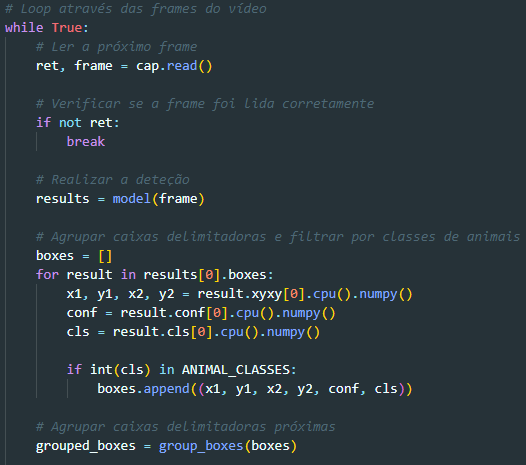 # Loop através das frames do vídeo
while True:
    # Ler a próximo frame
    ret, frame = cap.read()

    # Verificar se a frame foi lida corretamente
    if not ret:
        break

    # Realizar a deteção
    results = model(frame)

    # Agrupar caixas delimitadoras e filtrar por classes de animais
    boxes = []
    for result in results[0].boxes:
        x1, y1, x2, y2 = result.xyxy[0].cpu().numpy()
        conf = result.conf[0].cpu().numpy()
        cls = result.cls[0].cpu().numpy()

        if int(cls) in ANIMAL_CLASSES:
            boxes.append((x1, y1, x2, y2, conf, cls))

    # Agrupar caixas delimitadoras próximas
    grouped_boxes = group_boxes(boxes)